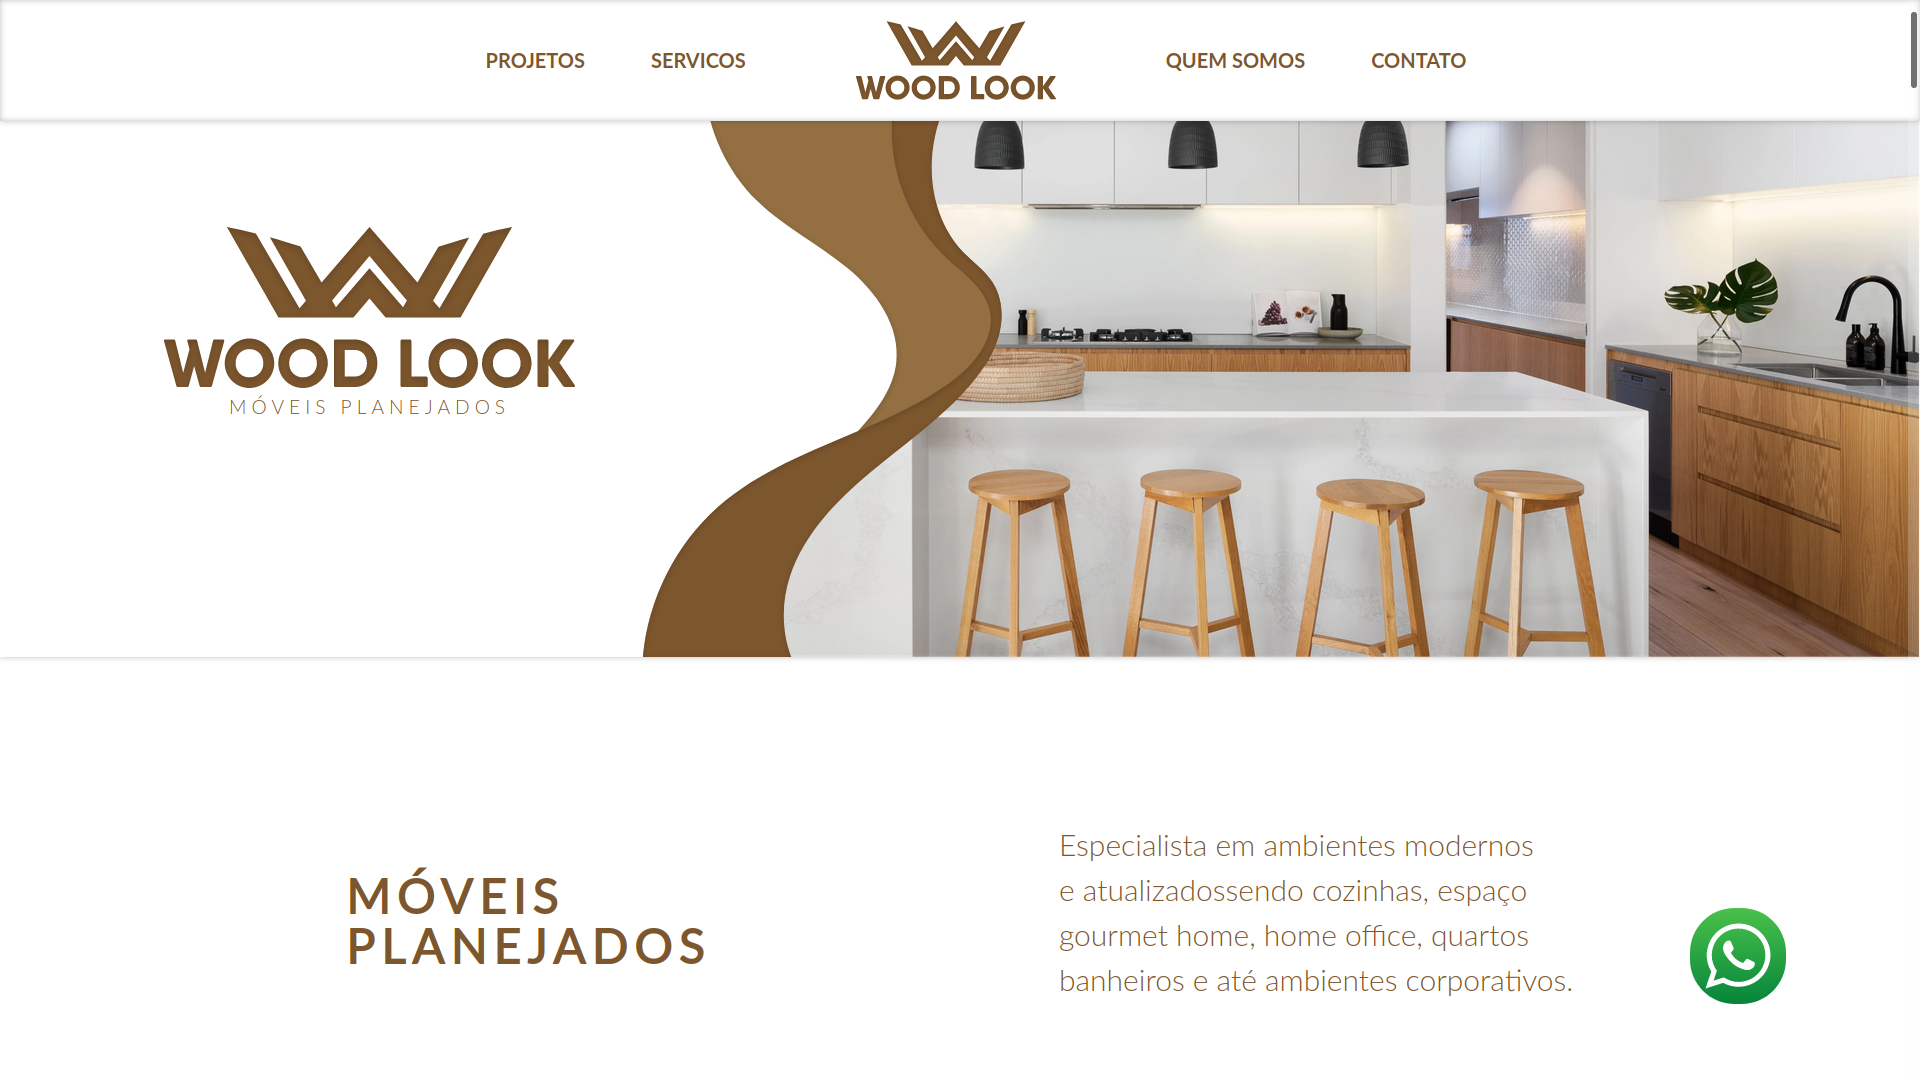 PROJETOS
SERVICOS
WOOD LOOK
QUEM SOMOS
CONTATO
WOOD LOOK
MÓVEIS PLANEJADOS
MÓVEIS
PLANEJADOS
Especialista em ambientes modernos
e atualizadossendo cozinhas, espaço
gourmet home, home office, quartos
banheiros e até ambientes corporativos.